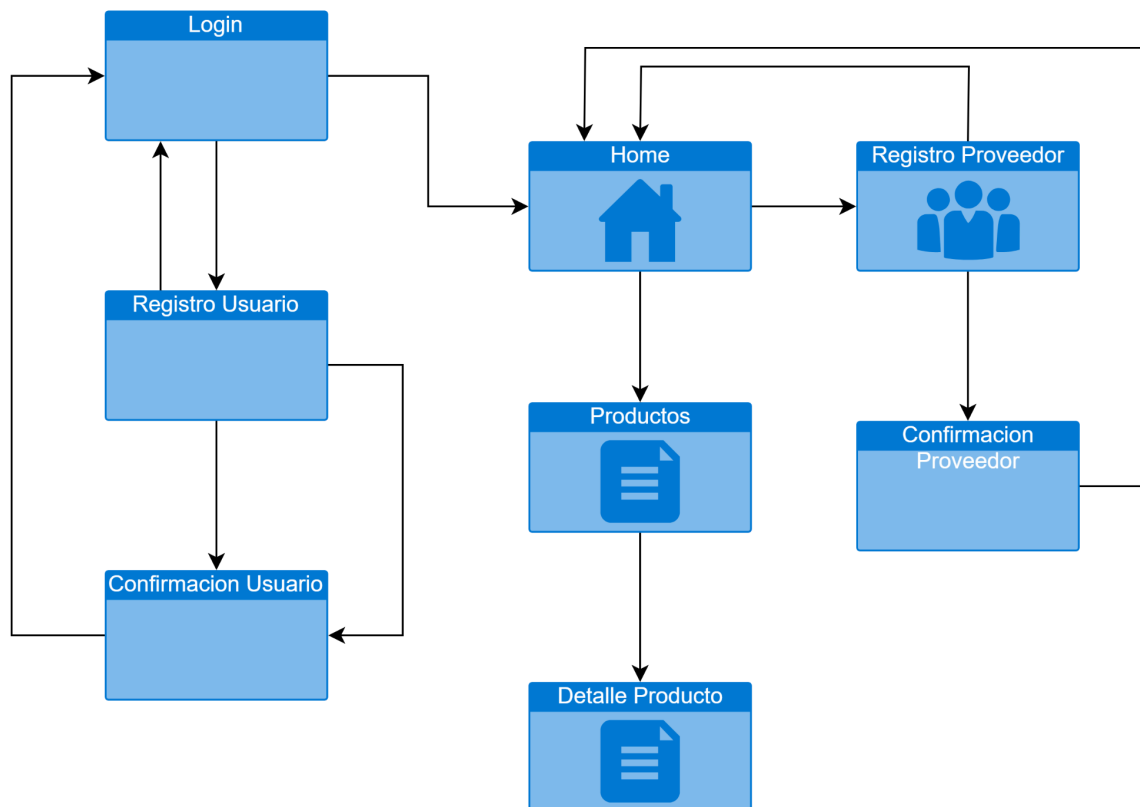 Login
Home
Registro Proveedor
Registro Usuario
Productos
Confirmacion
Proveedor
Confirmacion Usuario
Detalle Producto